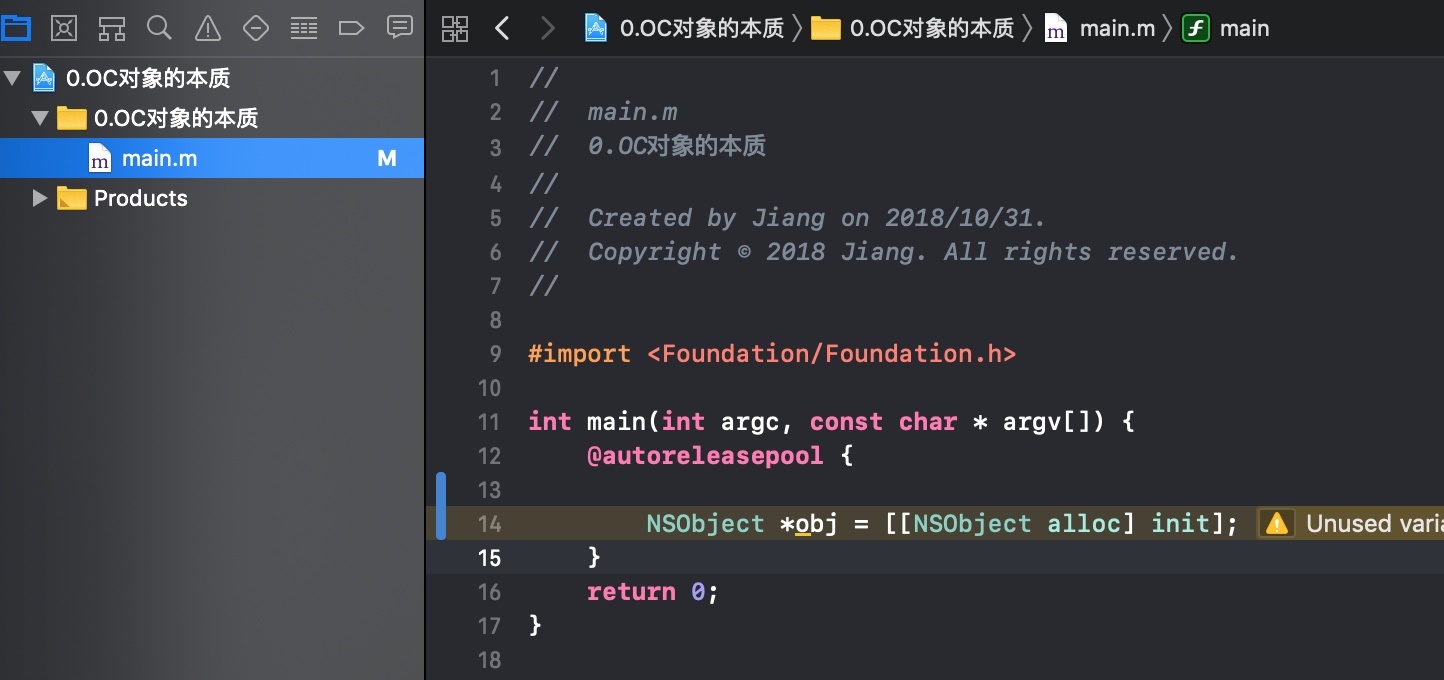 0.OC对象的本质 0.OC对象的本质 main.m main
0.OC对象的本质
0.OC对象的本质
main.m M
Products
1 //
2 //  main.m
3 //  0.OC对象的本质
4 //
5 //  Created by Jiang on 2018/10/31.
6 //  Copyright © 2018 Jiang. All rights reserved.
7 //
8
9 #import <Foundation/Foundation.h>
10
11 int main(int argc, const char * argv[]) {
12     @autoreleasepool {
13
14         NSObject *obj = [[NSObject alloc] init]; Unused
15     }
16     return 0;
17 }
18